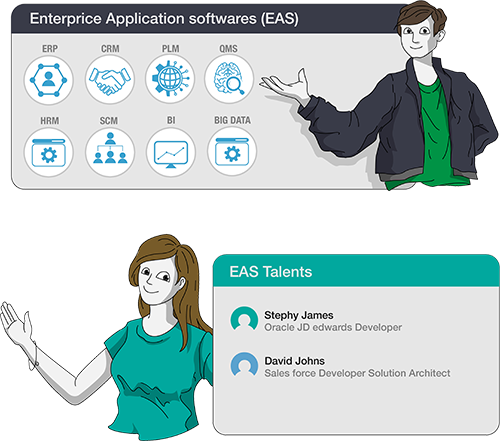 Enterprice Application softwares (EAS)
ERP CRM PLM QMS
HRM SCM BI BIG DATA
EAS Talents
Stephy James
Oracle JD edwards Developer
David Johns
Sales force Developer Solution Architect